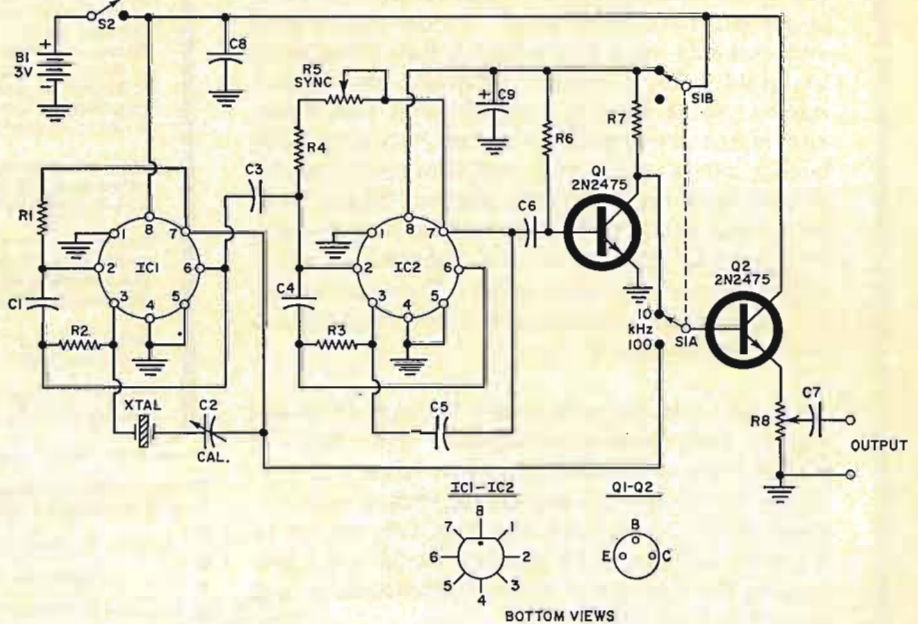 S2
B1
3V
+
-
C8
R5
SYNC
+
C9
S1B
R4
R6
R7
C3
Q1
2N2475
C6
R1
1
8
7
2
IC1
6
3
4
5
C1
R2
1
8
7
2
IC2
6
3
4
5
C4
R3
10
kHz
100
S1A
Q2
2N2475
XTAL
C2
CAL.
C5
R8
C7
OUTPUT
IC1-IC2
8
7
1
6
2
5
3
4
Q1-Q2
B
E
C
BOTTOM VIEWS